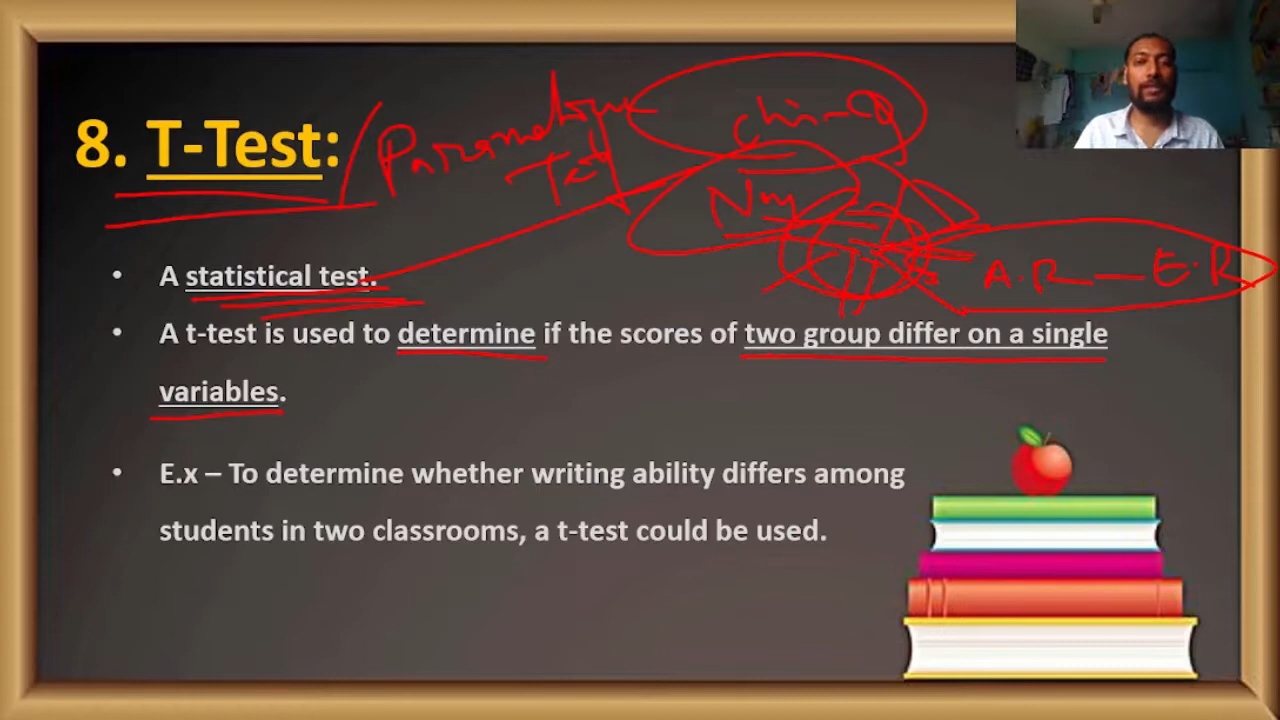 8. T-Test:
Parametric
Test
Chi-
A.R — E.R
• A statistical test.
• A t-test is used to determine if the scores of two group differ on a single
variables.
• E.x – To determine whether writing ability differs among
students in two classrooms, a t-test could be used.